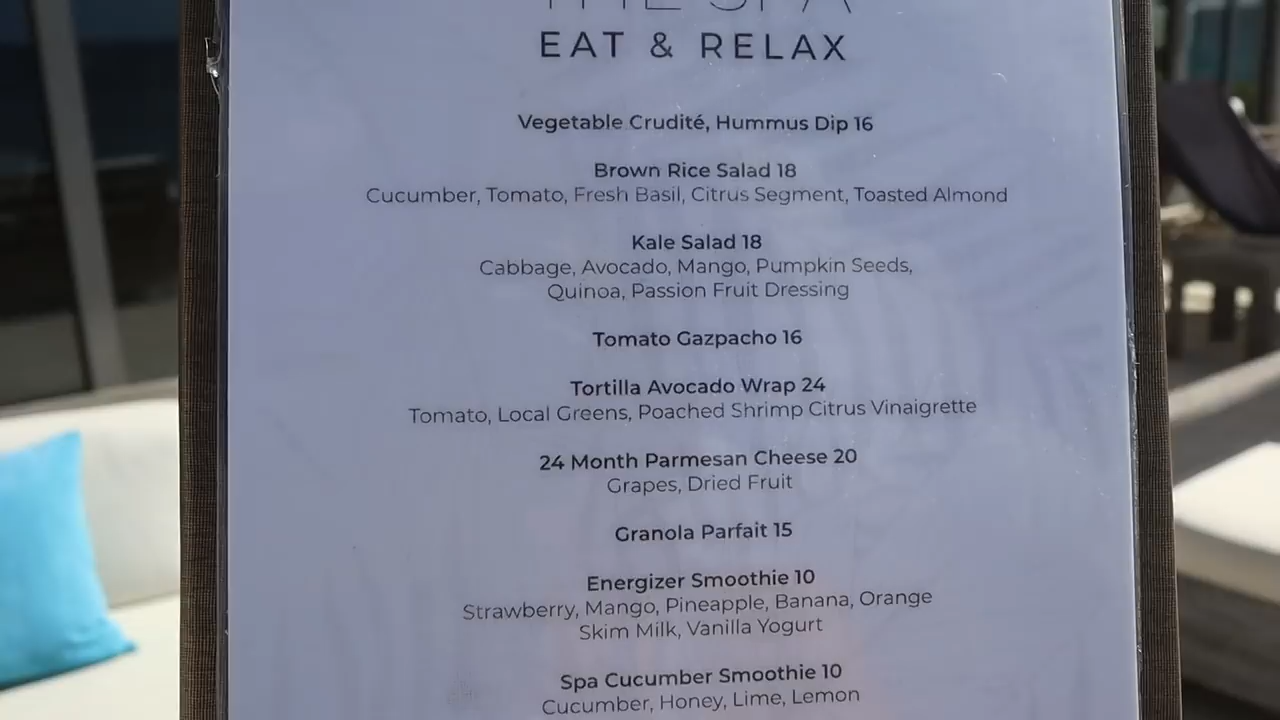 THE SPA
EAT & RELAX
Vegetable Crudité, Hummus Dip 16
Brown Rice Salad 18
Cucumber, Tomato, Fresh Basil, Citrus Segment, Toasted Almond
Kale Salad 18
Cabbage, Avocado, Mango, Pumpkin Seeds,
Quinoa, Passion Fruit Dressing
Tomato Gazpacho 16
Tortilla Avocado Wrap 24
Tomato, Local Greens, Poached Shrimp Citrus Vinaigrette
24 Month Parmesan Cheese 20
Grapes, Dried Fruit
Granola Parfait 15
Energizer Smoothie 10
Strawberry, Mango, Pineapple, Banana, Orange
Skim Milk, Vanilla Yogurt
Spa Cucumber Smoothie 10
Cucumber, Honey, Lime, Lemon